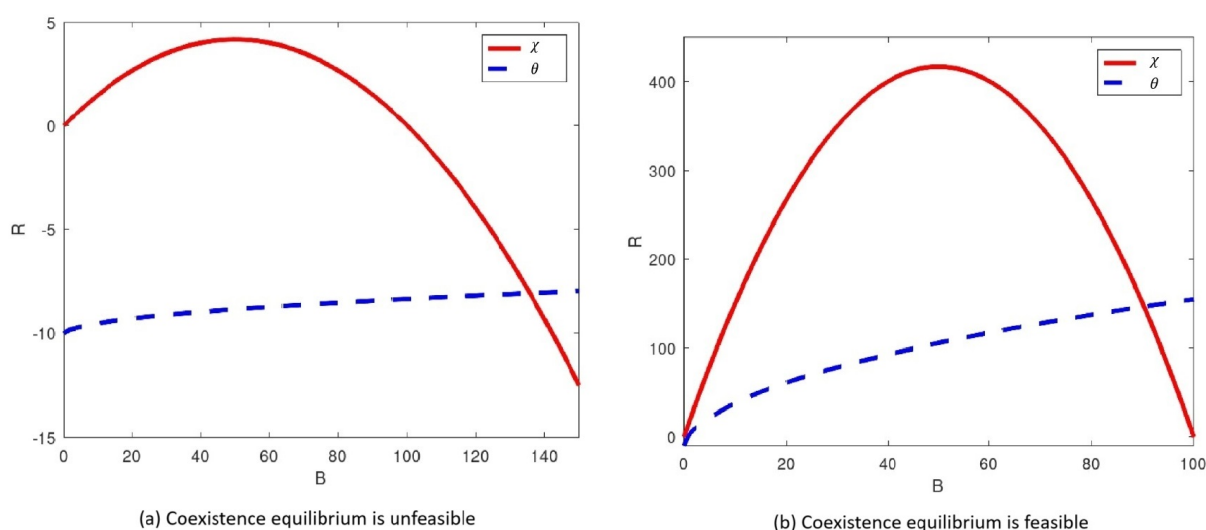 5
0
-5
-10
-15
R
0
20
40
60
80
100
120
140
B
χ
θ
(a) Coexistence equilibrium is unfeasible
400
300
200
100
0
R
0
20
40
60
80
100
B
χ
θ
(b) Coexistence equilibrium is feasible